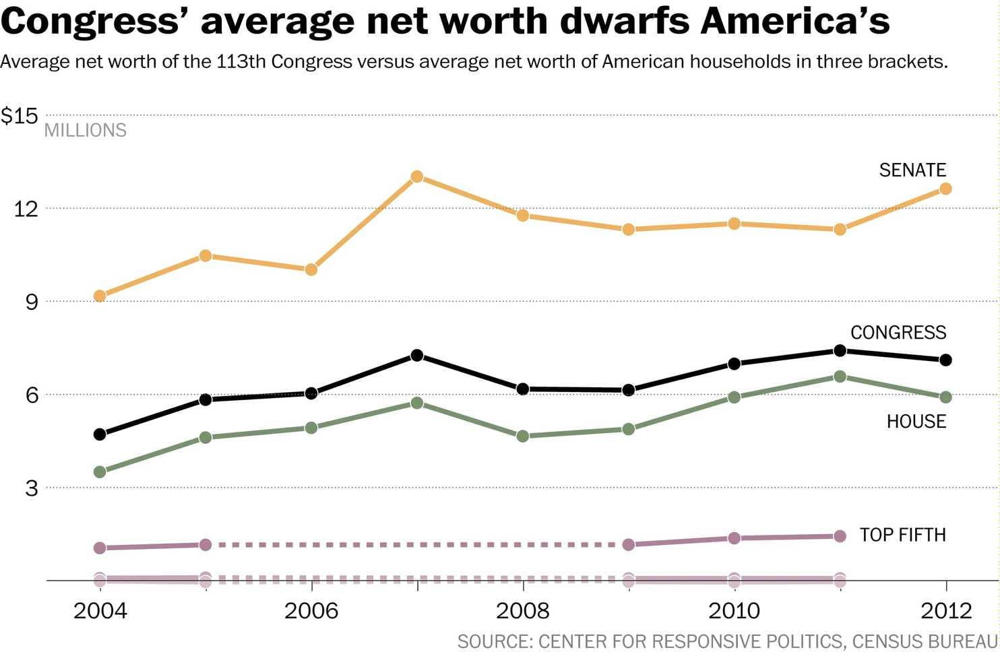 Congress’ average net worth dwarfs America’s
Average net worth of the 113th Congress versus average net worth of American households in three brackets.
$15
MILLIONS
SENATE
12
9
CONGRESS
6
HOUSE
3
TOP FIFTH
2004 2006 2008 2010 2012
SOURCE: CENTER FOR RESPONSIVE POLITICS, CENSUS BUREAU